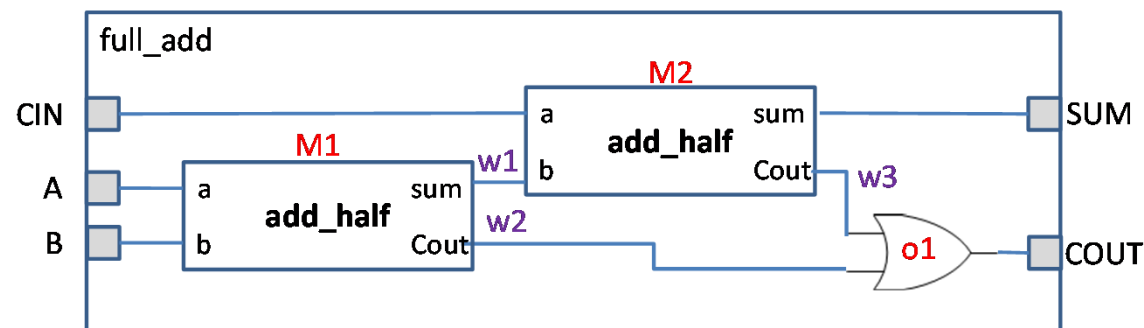 full_add
M2
CIN
a
sum
SUM
M1
add_half
w1
b
Cout
w3
A
a
sum
add_half
w2
B
b
Cout
o1
COUT